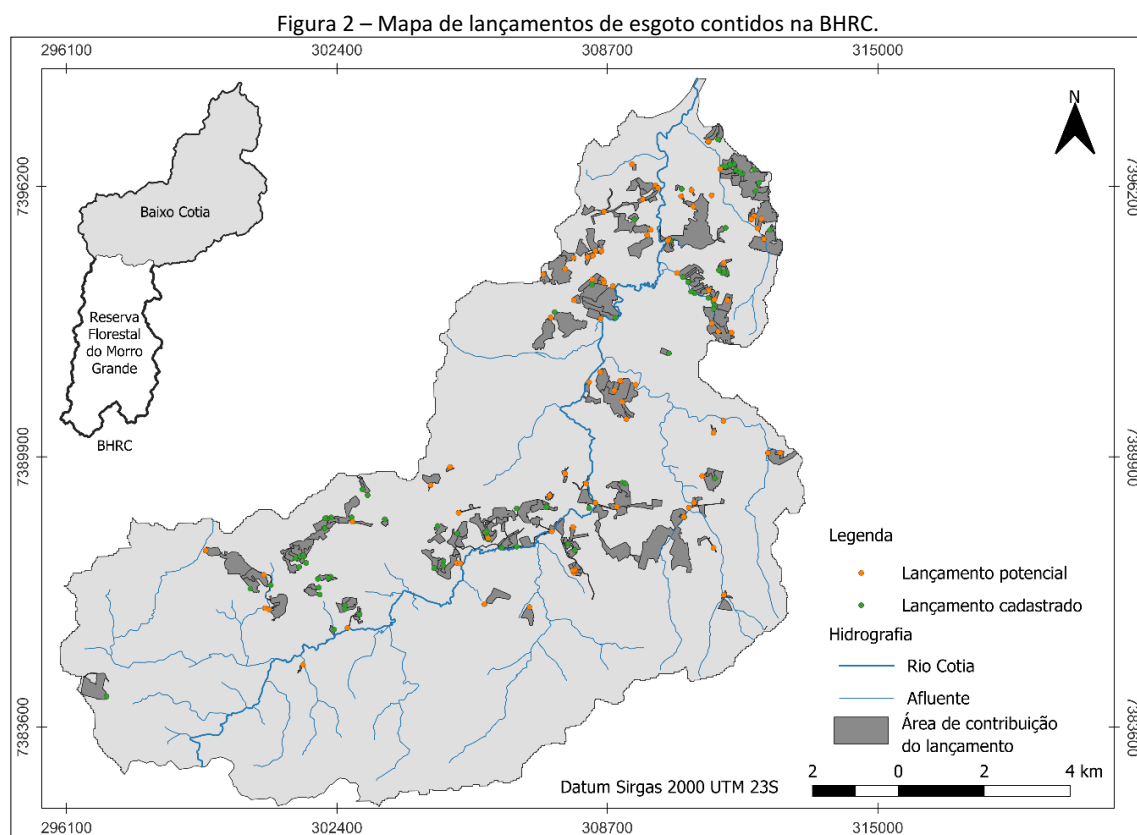 Figura 2 – Mapa de lançamentos de esgoto contidos na BHRC.
296100
302400
308700
315000
N
7396200
7396200
Baixo Cotia
Reserva
Florestal
do Morro
Grande
BHRC
7389900
7389900
Legenda
Lançamento potencial
Lançamento cadastrado
Hidrografia
Rio Cotia
Afluente
Área de contribuição
do lançamento
7383600
7383600
Datum Sirgas 2000 UTM 23S
2
0
2
4 km
296100
302400
308700
315000